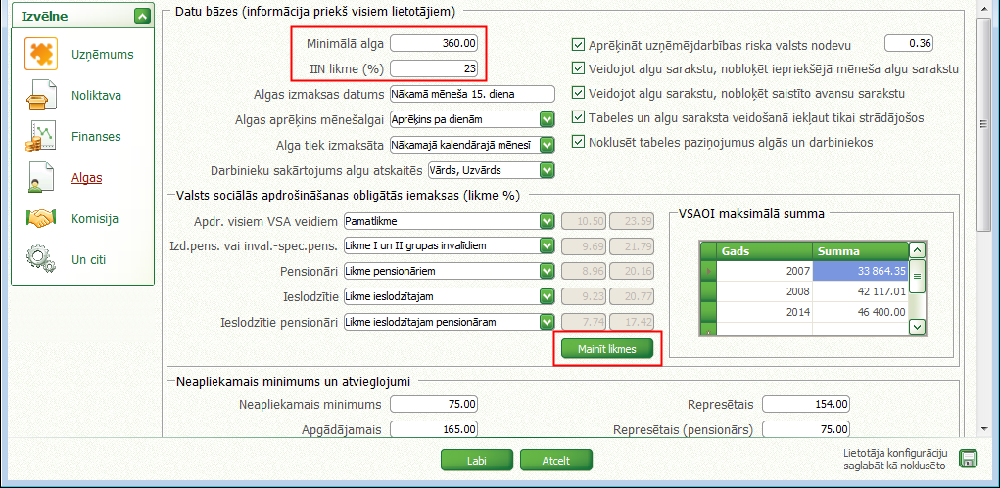 Izvēlne
Uzņēmums
Noliktava
Finanses
Algas
Komisija
Un citi
Datu bāzes (informācija priekš visiem lietotājiem)
Minimālā alga 360.00
IIN likme (%) 23
Algas izmaksas datums Nākamā mēneša 15. diena
Algas aprēķins mēnešalgai Aprēķins pa dienām
Alga tiek izmaksāta Nākamajā kalendārajā mēnesī
Darbinieku sakārtojums algu atskaitēs Vārds, Uzvārds
Aprēķināt uzņēmējdarbības riska valsts nodevu 0.36
Veidojot algu sarakstu, nobloķēt iepriekšējā mēneša algu sarakstu
Veidojot algu sarakstu, nobloķēt saistīto avansu sarakstu
Tabeles un algu saraksta veidošanā iekļaut tikai strādājošos
Noklusēt tabeles paziņojumus algās un darbiniekos
Valsts sociālās apdrošināšanas obligātās iemaksas (likme %)
Apdr. visiem VSA veidiem Pamatlikme 10.50 23.59
Izd.pens. vai inval.-spec.pens. Likme I un II grupas invalīdiem 9.69 21.79
Pensionāri Likme pensionāriem 8.96 20.16
Ieslodzītie Likme ieslodzītajam 9.23 20.77
Ieslodzītie pensionāri Likme ieslodzītajam pensionāram 7.74 17.42
Mainīt likmes
VSAOI maksimālā summa
Gads Summa
2007 33 864.35
2008 42 117.01
2014 46 400.00
Neapliekamais minimums un atvieglojumi
Neapliekamais minimums 75.00
Apgādājamais 165.00
Represētais 154.00
Represētais (pensionārs) 75.00
Labi
Atcelt
Lietotāja konfigurāciju
saglabāt kā noklusēto